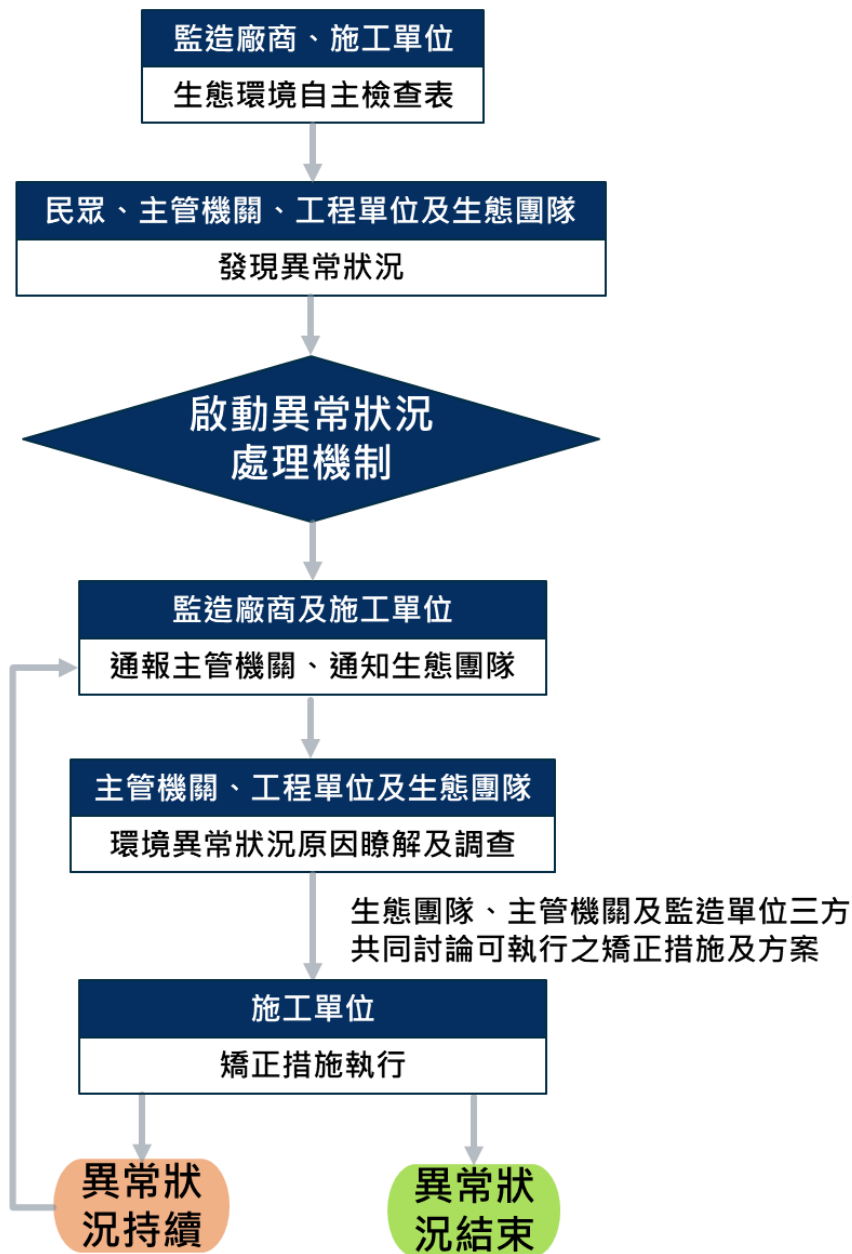 監造廠商、施工單位
生態環境自主檢查表
民眾、主管機關、工程單位及生態團隊
發現異常狀況
啟動異常狀況
處理機制
監造廠商及施工單位
通報主管機關、通知生態團隊
主管機關、工程單位及生態團隊
環境異常狀況原因瞭解及調查
生態團隊、主管機關及監造單位三方
共同討論可執行之矯正措施及方案
施工單位
矯正措施執行
異常狀
況持續
異常狀
況結束